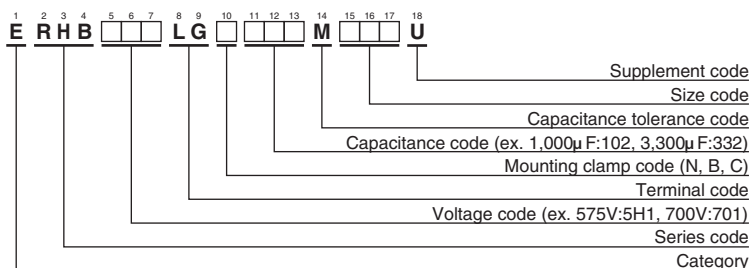 1 2 3 4 5 6 7 8 9 10 11 12 13 14 15 16 17 18
E RHB □□□ LG □ □□□ M □□□ U
Supplement code
Size code
Capacitance tolerance code
Capacitance code (ex. 1,000μF:102, 3,300μF:332)
Mounting clamp code (N, B, C)
Terminal code
Voltage code (ex. 575V:5H1, 700V:701)
Series code
Category